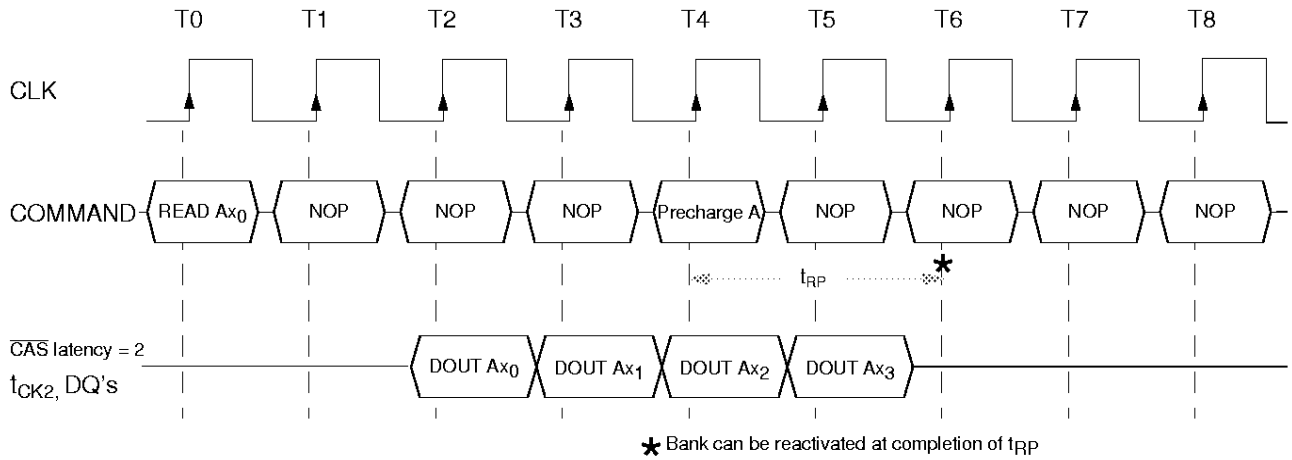 T0 T1 T2 T3 T4 T5 T6 T7 T8
CLK
COMMAND READ Ax0 NOP NOP NOP Precharge A NOP NOP NOP NOP
★
tRP
CAS latency = 2
tCK2, DQ's DOUT Ax0 DOUT Ax1 DOUT Ax2 DOUT Ax3
★ Bank can be reactivated at completion of tRP